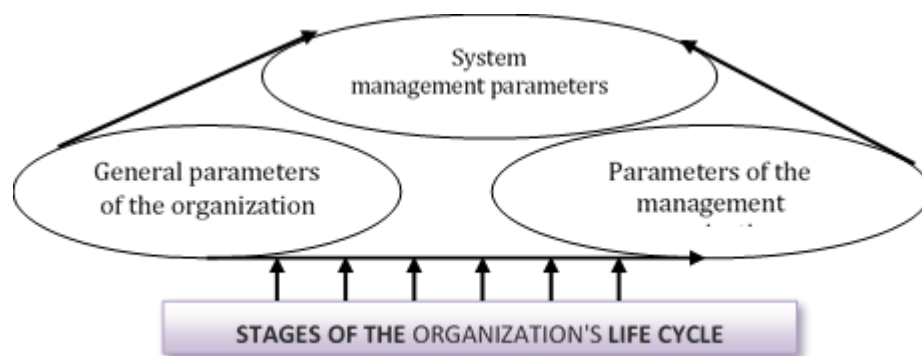 System
management parameters
General parameters
of the organization
Parameters of the
management
STAGES OF THE ORGANIZATION'S LIFE CYCLE